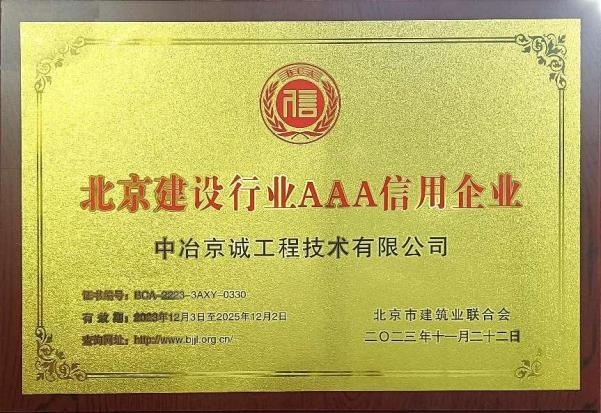 BCA
信
北京建设行业AAA信用企业
中冶京诚工程技术有限公司
证书编号：BCA-2223-3AXY-0330
有 效 期：2023年12月3日至2025年12月2日
查询网址：http://www.bjjl.org.cn/
北京市建筑业联合会
二〇二三年十一月二十二日